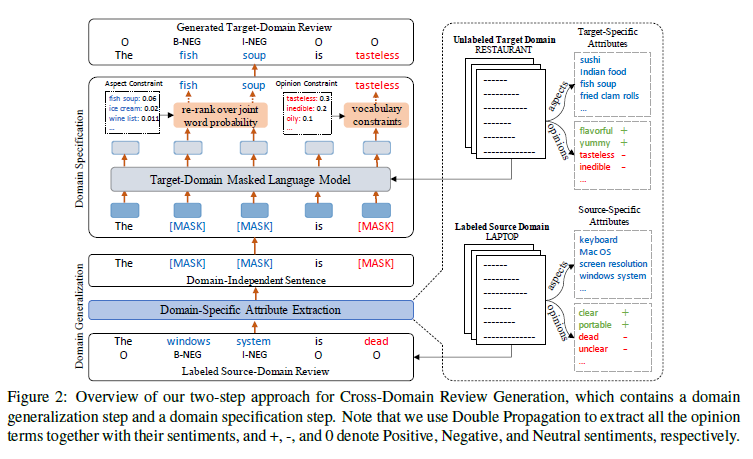 Generated Target-Domain Review
O B-NEG I-NEG O O
The fish soup is tasteless
Aspect Constraint fish soup Opinion Constraint tasteless
fish soup: 0.06
ice cream: 0.02
wine list: 0.011
...
re-rank over joint
word probability
tasteless: 0.3
inedible: 0.2
oily: 0.1
...
vocabulary
constraints
Target-Domain Masked Language Model
The [MASK] [MASK] is [MASK]
Domain Specification
The [MASK] [MASK] is [MASK]
Domain-Independent Sentence
Domain-Specific Attribute Extraction
The windows system is dead
O B-NEG I-NEG O O
Labeled Source-Domain Review
Domain Generalization
Unlabeled Target Domain
RESTAURANT
aspects
opinions
Target-Specific
Attributes
sushi
Indian food
fish soup
fried clam rolls
...
flavorful +
yummy +
tasteless -
inedible -
...
Labeled Source Domain
LAPTOP
aspects
opinions
Source-Specific
Attributes
keyboard
Mac OS
screen resolution
windows system
...
clear +
portable +
dead -
unclear -
...
Figure 2: Overview of our two-step approach for Cross-Domain Review Generation, which contains a domain
generalization step and a domain specification step. Note that we use Double Propagation to extract all the opinion
terms together with their sentiments, and +, -, and 0 denote Positive, Negative, and Neutral sentiments, respectively.